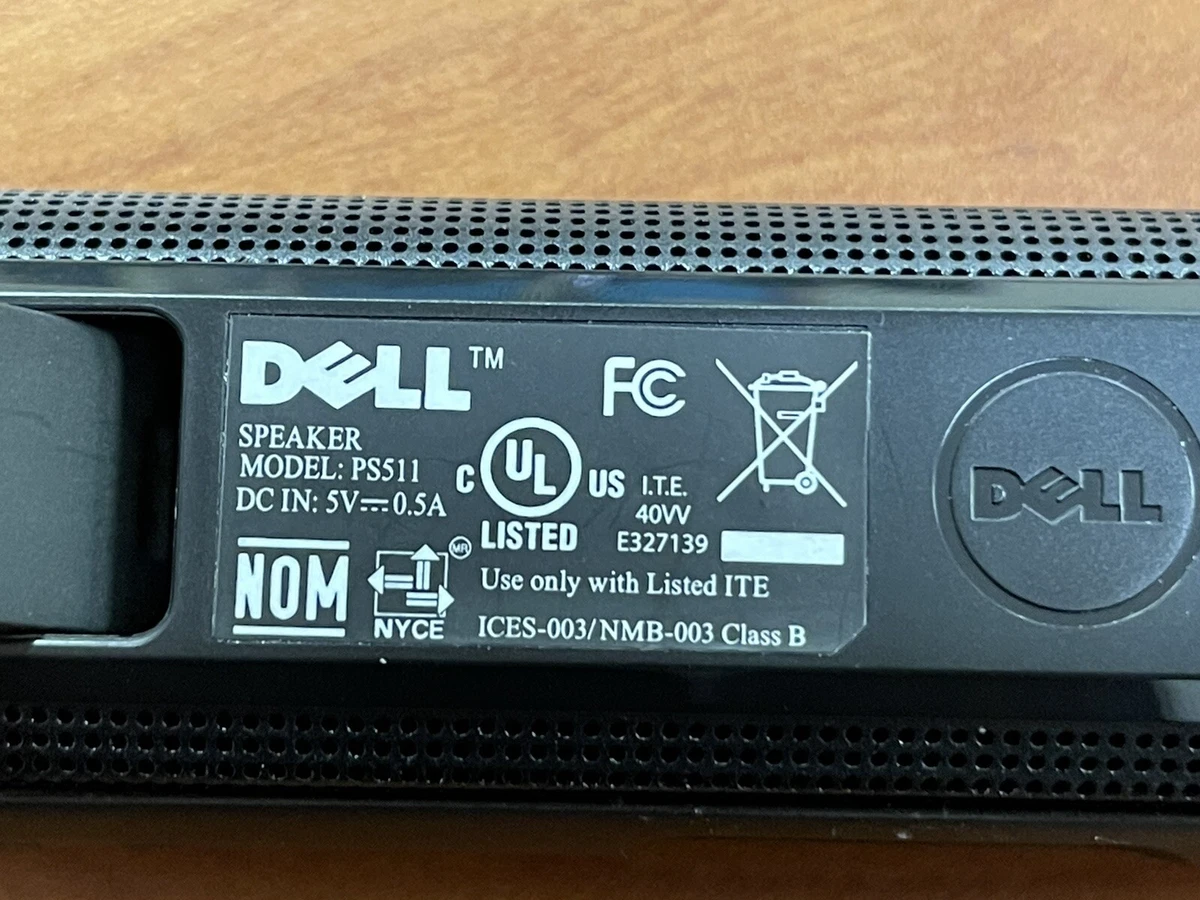 DELL™
FC
SPEAKER
MODEL: PS511
DC IN: 5V⎓0.5A
C UL US
LISTED
I.T.E.
40VV
E327139
NOM
MR
NYCE
Use only with Listed ITE
ICES-003/NMB-003 Class B
DELL